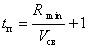 tп = Rmin / Vсв + 1